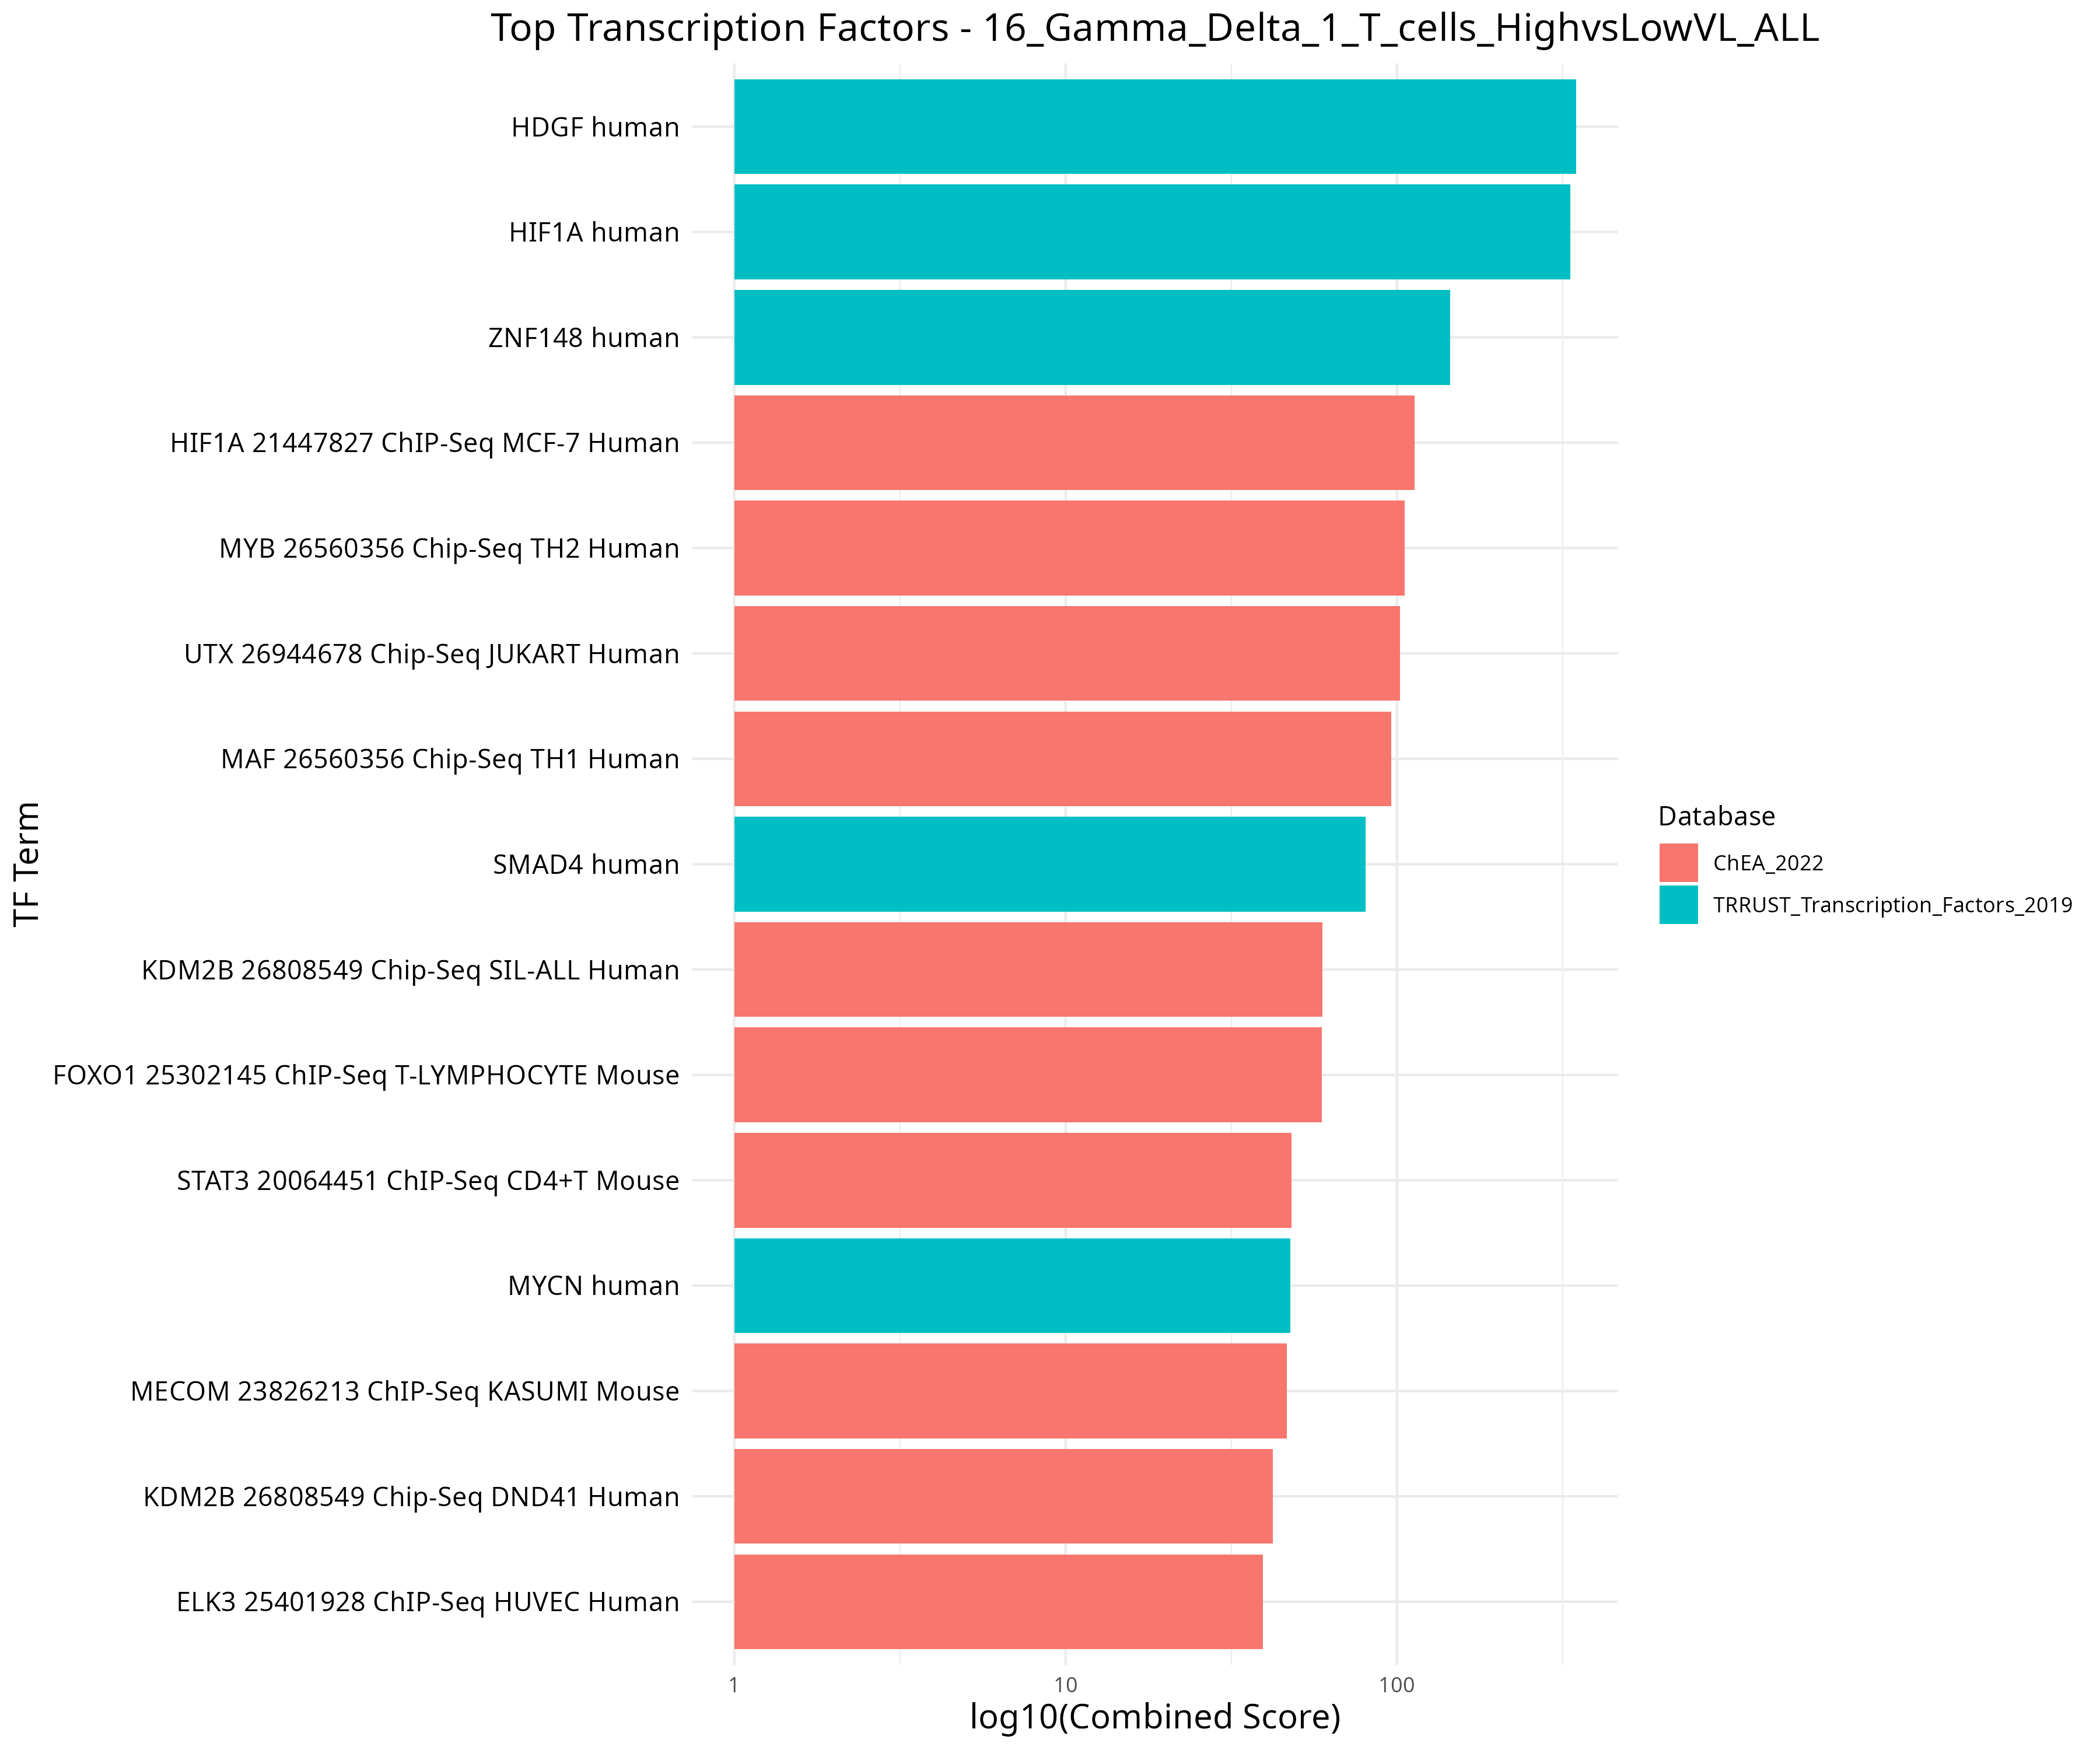 Top Transcription Factors - 16_Gamma_Delta_1_T_cells_HighvsLowVL_ALL
TF Term
HDGF human
HIF1A human
ZNF148 human
HIF1A 21447827 ChIP-Seq MCF-7 Human
MYB 26560356 Chip-Seq TH2 Human
UTX 26944678 Chip-Seq JUKART Human
MAF 26560356 Chip-Seq TH1 Human
SMAD4 human
KDM2B 26808549 Chip-Seq SIL-ALL Human
FOXO1 25302145 ChIP-Seq T-LYMPHOCYTE Mouse
STAT3 20064451 ChIP-Seq CD4+T Mouse
MYCN human
MECOM 23826213 ChIP-Seq KASUMI Mouse
KDM2B 26808549 Chip-Seq DND41 Human
ELK3 25401928 ChIP-Seq HUVEC Human
1 10 100
log10(Combined Score)
Database
ChEA_2022
TRRUST_Transcription_Factors_2019